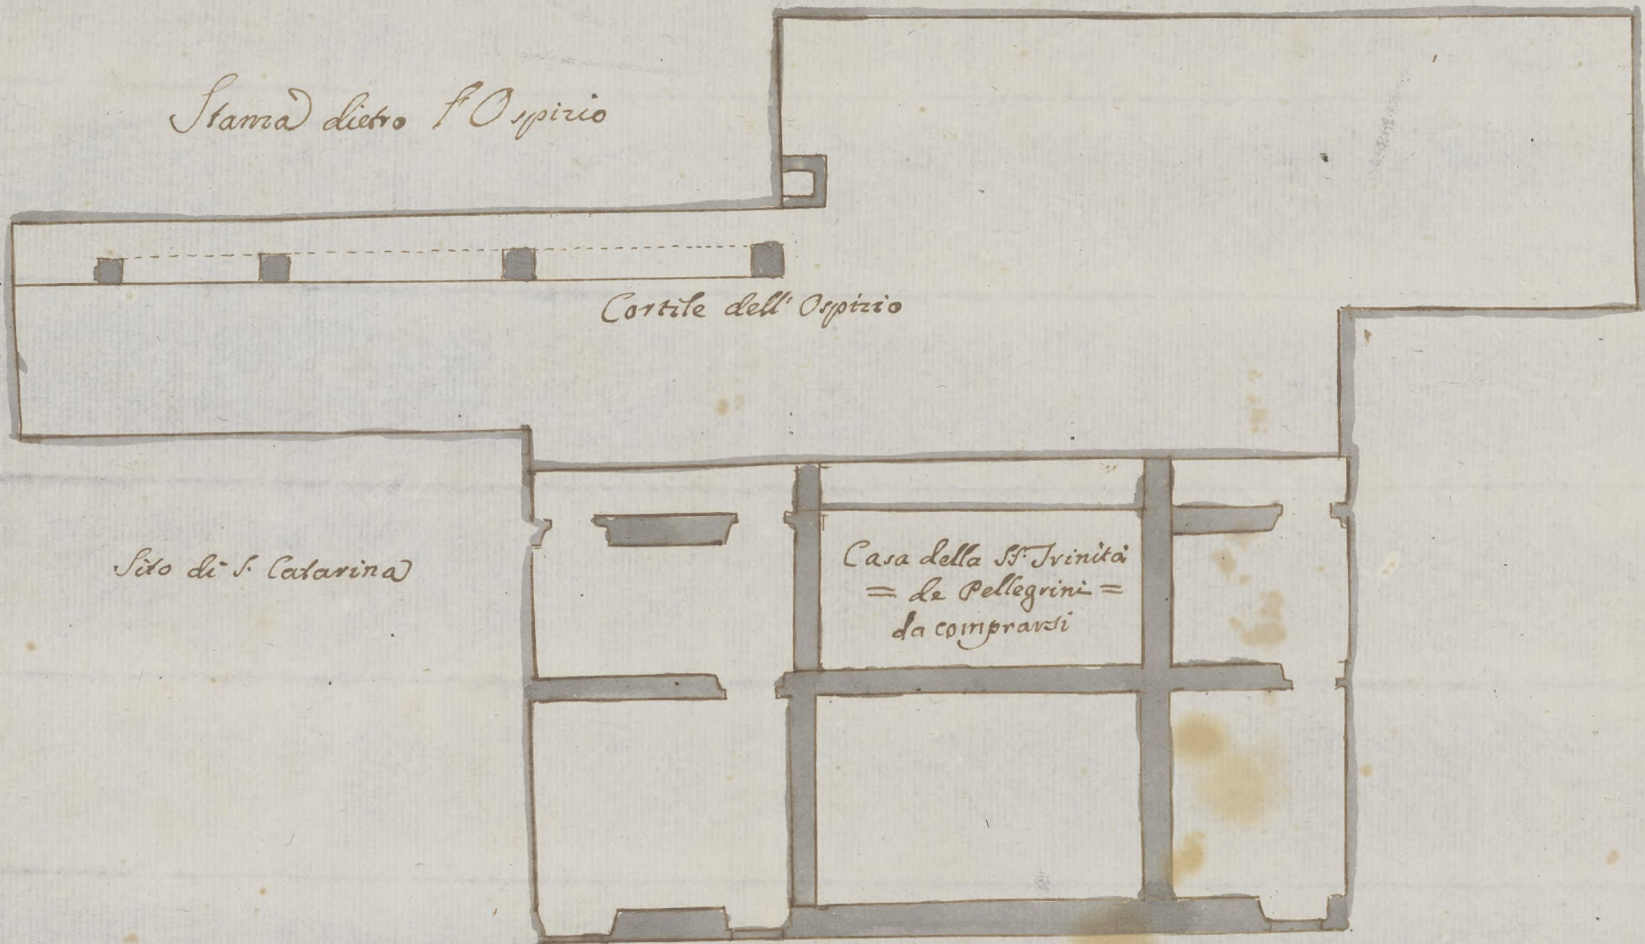 Stanza dietro l'Ospizio
Cortile dell' Ospizio
Sito di S. Catarina
Casa della SS. Trinità
= de Pellegrini =
da comprarsi